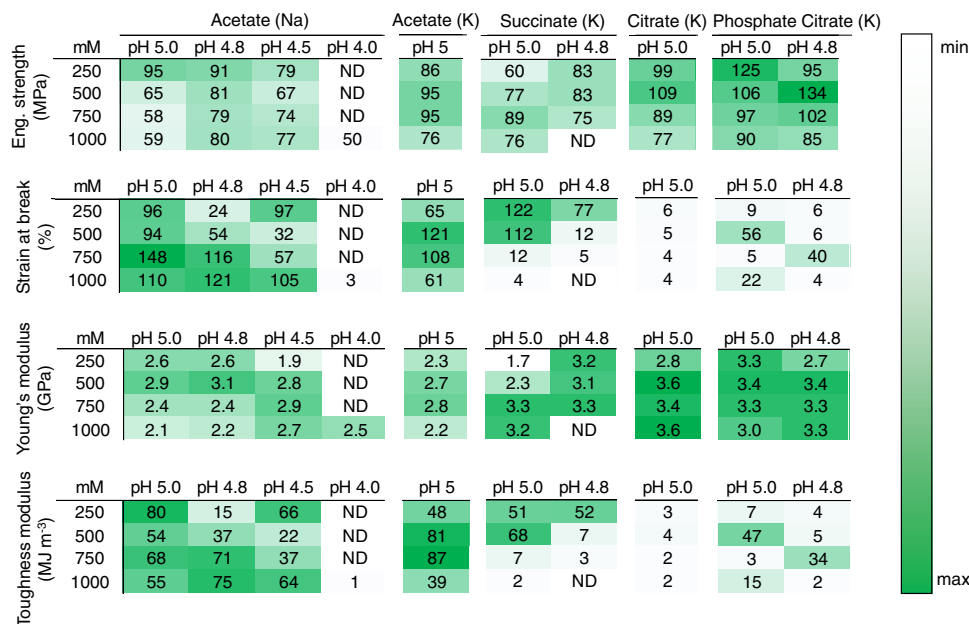 Acetate (Na) Acetate (K) Succinate (K) Citrate (K) Phosphate Citrate (K)
Eng. strength (MPa)
mM pH 5.0 pH 4.8 pH 4.5 pH 4.0 pH 5 pH 5.0 pH 4.8 pH 5.0 pH 5.0 pH 4.8
250 95 91 79 ND 86 60 83 99 125 95
500 65 81 67 ND 95 77 83 109 106 134
750 58 79 74 ND 95 89 75 89 97 102
1000 59 80 77 50 76 76 ND 77 90 85
Strain at break (%)
mM pH 5.0 pH 4.8 pH 4.5 pH 4.0 pH 5 pH 5.0 pH 4.8 pH 5.0 pH 5.0 pH 4.8
250 96 24 97 ND 65 122 77 6 9 6
500 94 54 32 ND 121 112 12 5 56 6
750 148 116 57 ND 108 12 5 4 5 40
1000 110 121 105 3 61 4 ND 4 22 4
Young's modulus (GPa)
mM pH 5.0 pH 4.8 pH 4.5 pH 4.0 pH 5 pH 5.0 pH 4.8 pH 5.0 pH 5.0 pH 4.8
250 2.6 2.6 1.9 ND 2.3 1.7 3.2 2.8 3.3 2.7
500 2.9 3.1 2.8 ND 2.7 2.3 3.1 3.6 3.4 3.4
750 2.4 2.4 2.9 ND 2.8 3.3 3.3 3.4 3.3 3.3
1000 2.1 2.2 2.7 2.5 2.2 3.2 ND 3.6 3.0 3.3
Toughness modulus (MJ m⁻³)
mM pH 5.0 pH 4.8 pH 4.5 pH 4.0 pH 5 pH 5.0 pH 4.8 pH 5.0 pH 5.0 pH 4.8
250 80 15 66 ND 48 51 52 3 7 4
500 54 37 22 ND 81 68 7 4 47 5
750 68 71 37 ND 87 7 3 2 3 34
1000 55 75 64 1 39 2 ND 2 15 2
min
max